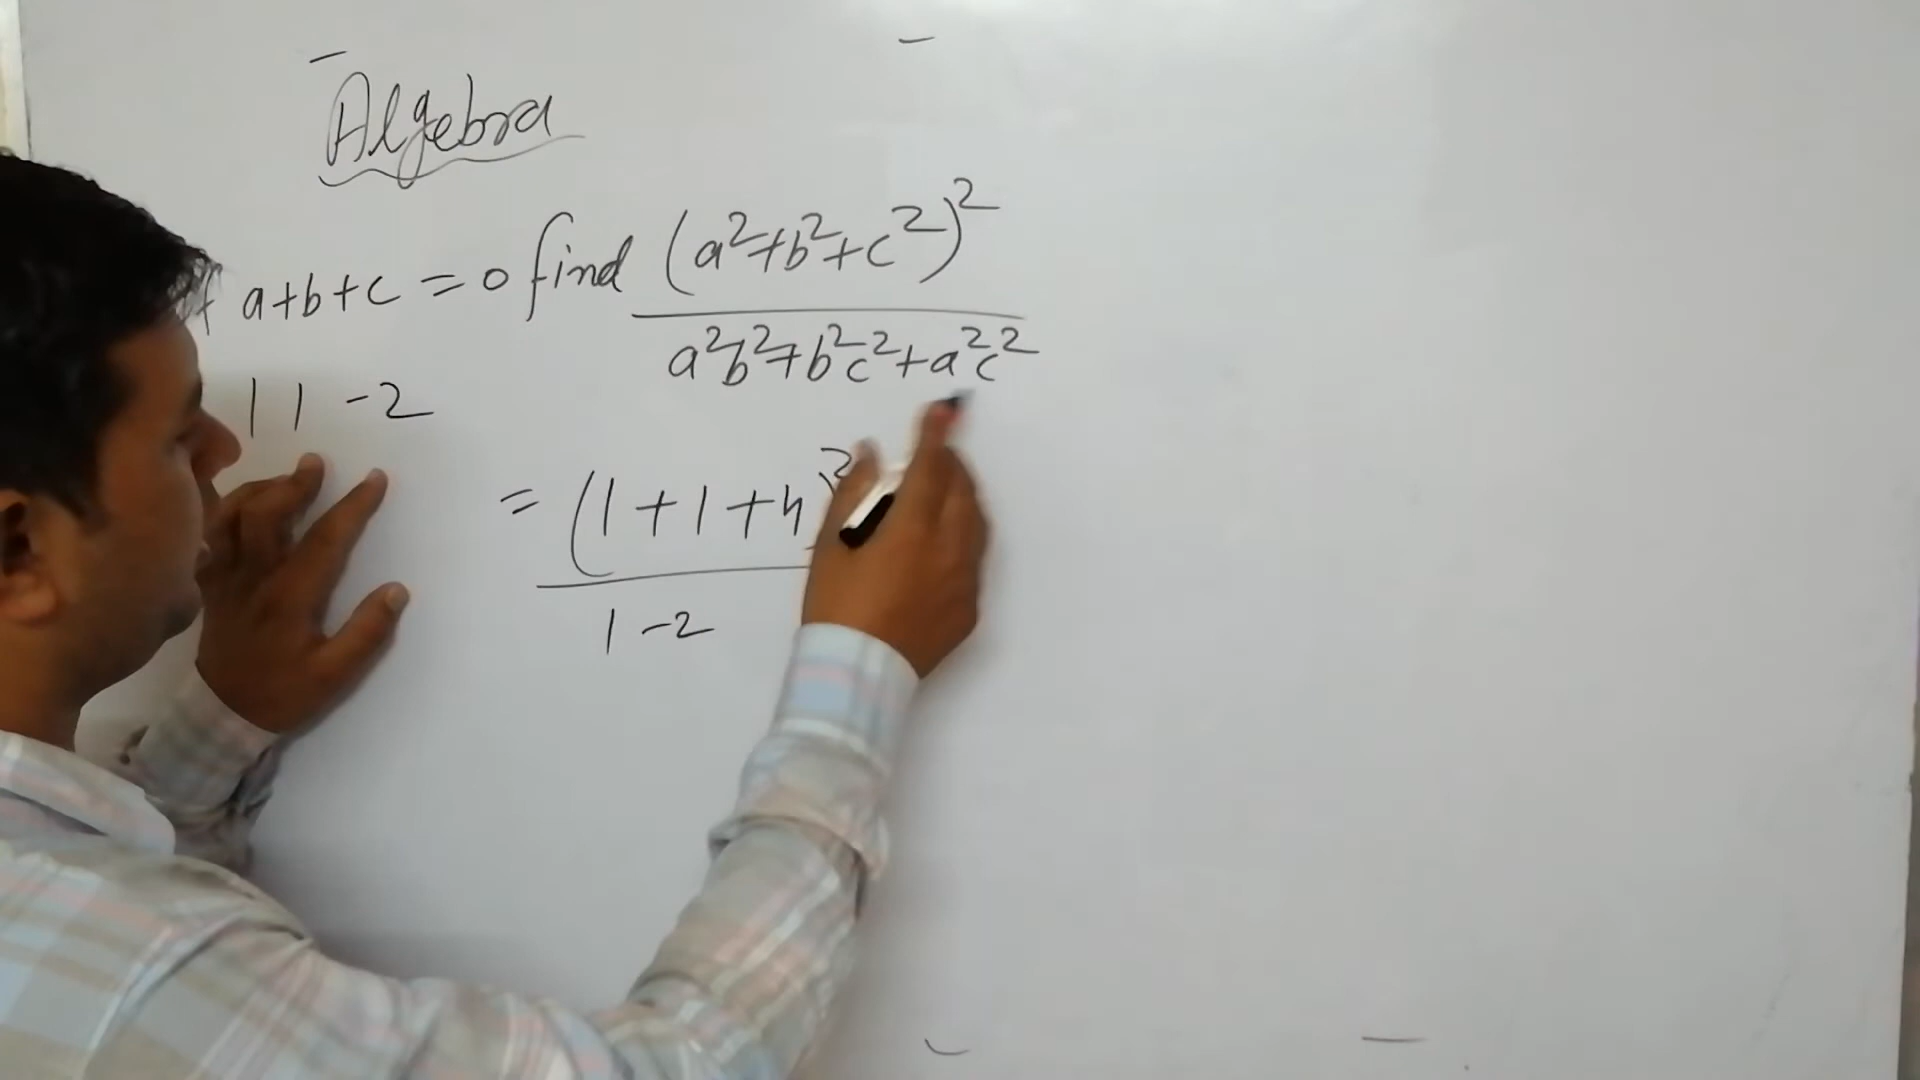 Algebra
If a+b+c=0 find (a²+b²+c²)²
a²b²+b²c²+a²c²
1 1 -2
= (1+1+4)²
1 -2